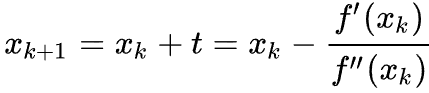 x_{k+1} = x_k + t = x_k - \frac{f'(x_k)}{f''(x_k)}